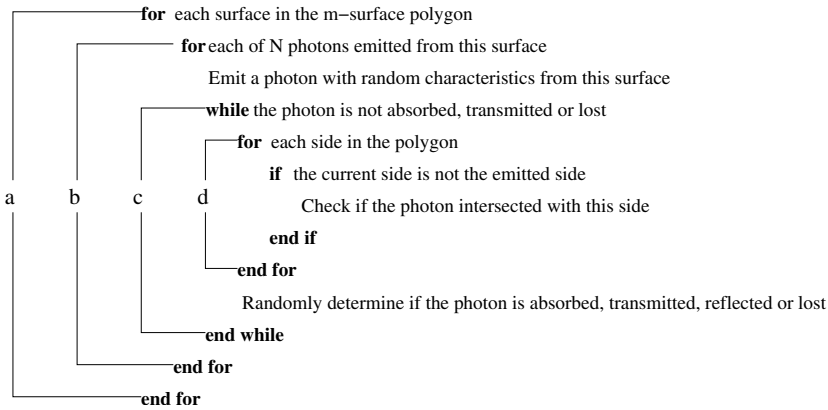 for each surface in the m−surface polygon
for each of N photons emitted from this surface
Emit a photon with random characteristics from this surface
while the photon is not absorbed, transmitted or lost
for each side in the polygon
if the current side is not the emitted side
a b c d
Check if the photon intersected with this side
end if
end for
Randomly determine if the photon is absorbed, transmitted, reflected or lost
end while
end for
end for